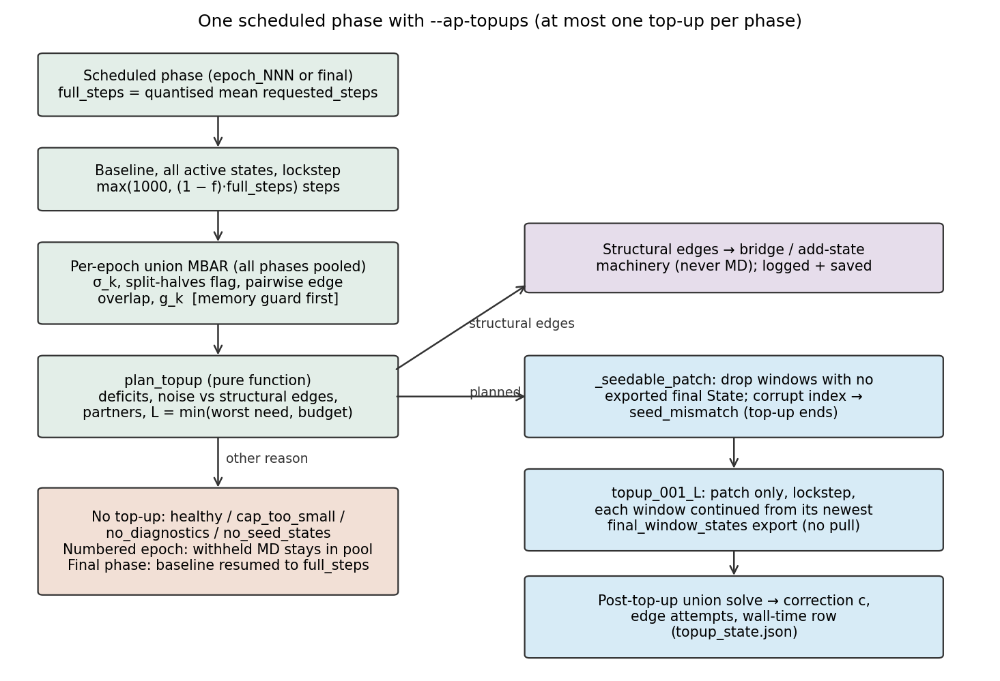 One scheduled phase with --ap-topups (at most one top-up per phase)
Scheduled phase (epoch_NNN or final)
full_steps = quantised mean requested_steps
Baseline, all active states, lockstep
max(1000, (1 − f)·full_steps) steps
Per-epoch union MBAR (all phases pooled)
σ_k, split-halves flag, pairwise edge
overlap, g_k  [memory guard first]
Structural edges → bridge / add-state
machinery (never MD); logged + saved
structural edges
plan_topup (pure function)
deficits, noise vs structural edges,
partners, L = min(worst need, budget)
planned
_seedable_patch: drop windows with no
exported final State; corrupt index →
seed_mismatch (top-up ends)
other reason
No top-up: healthy / cap_too_small /
no_diagnostics / no_seed_states
Numbered epoch: withheld MD stays in pool
Final phase: baseline resumed to full_steps
topup_001_L: patch only, lockstep,
each window continued from its newest
final_window_states export (no pull)
Post-top-up union solve → correction c,
edge attempts, wall-time row
(topup_state.json)